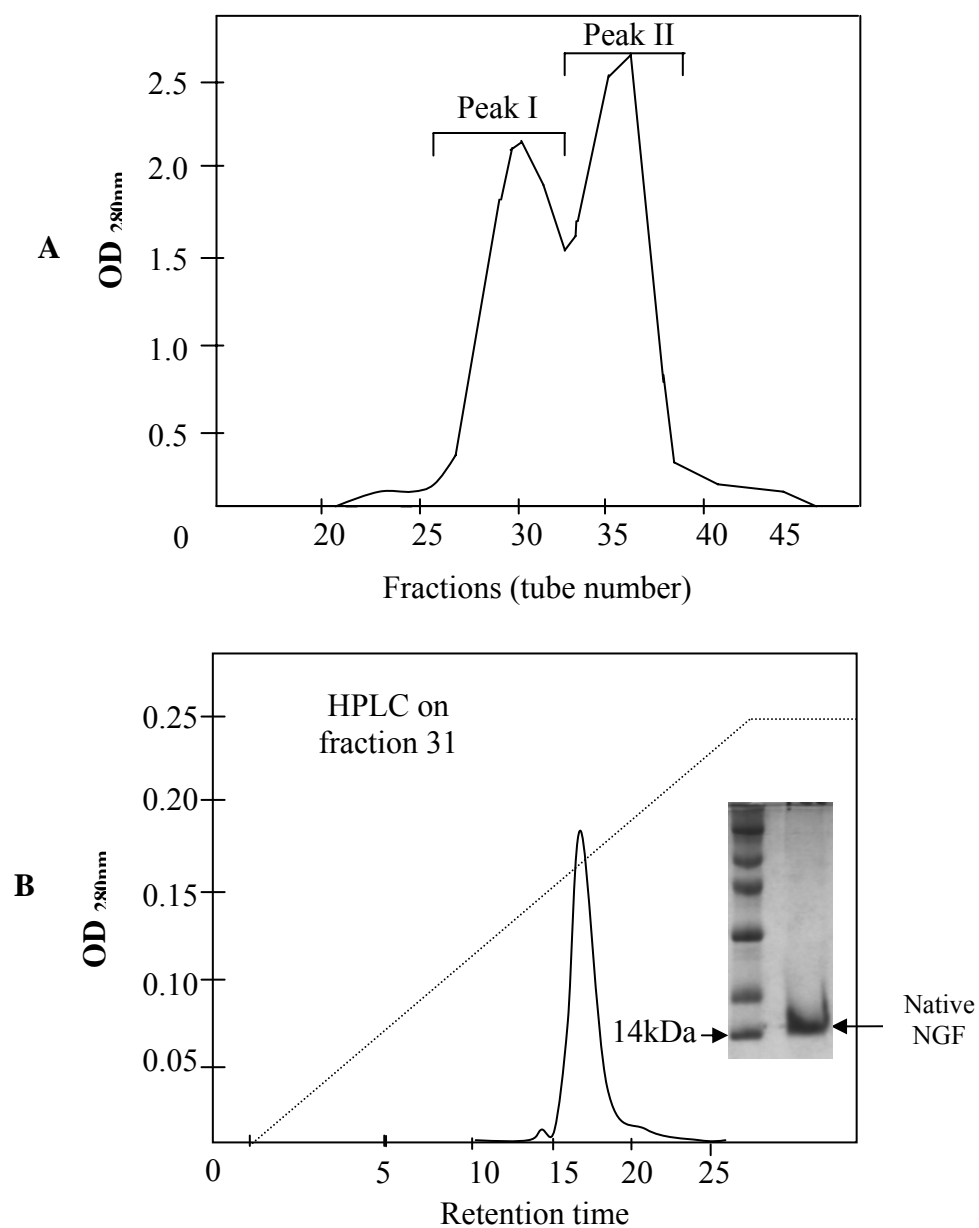 Peak II
Peak I
2.5
2.0
1.5
1.0
0.5
0
A
OD 280nm
20 25 30 35 40 45
Fractions (tube number)
HPLC on
fraction 31
0.25
0.20
0.15
0.10
0.05
B
OD 280nm
14kDa
Native
NGF
0 5 10 15 20 25
Retention time